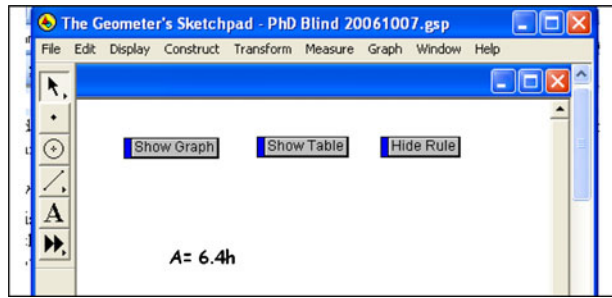 The Geometer's Sketchpad - PhD Blind 20061007.gsp
File Edit Display Construct Transform Measure Graph Window Help
Show Graph Show Table Hide Rule
A
A= 6.4h